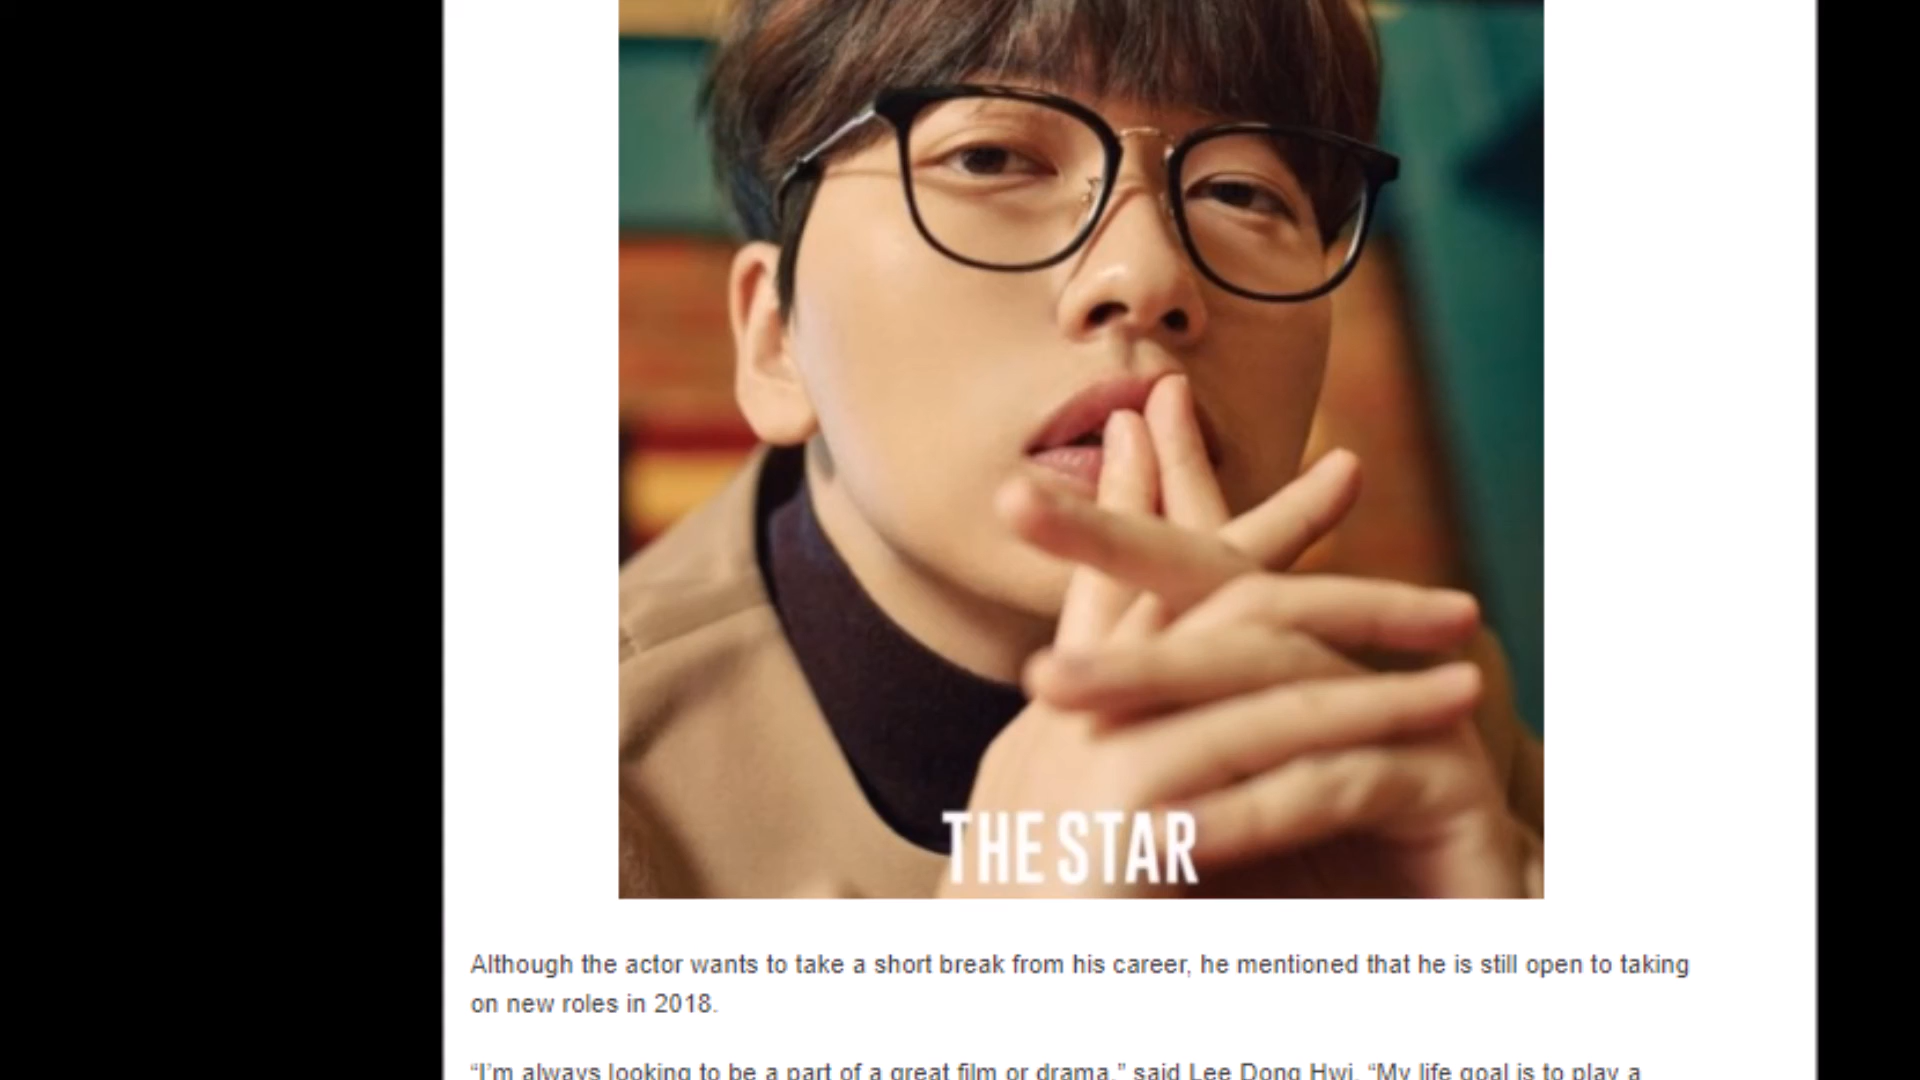 THE STAR
Although the actor wants to take a short break from his career, he mentioned that he is still open to taking
on new roles in 2018.
“I’m always looking to be a part of a great film or drama,” said Lee Dong Hwi. “My life goal is to play a